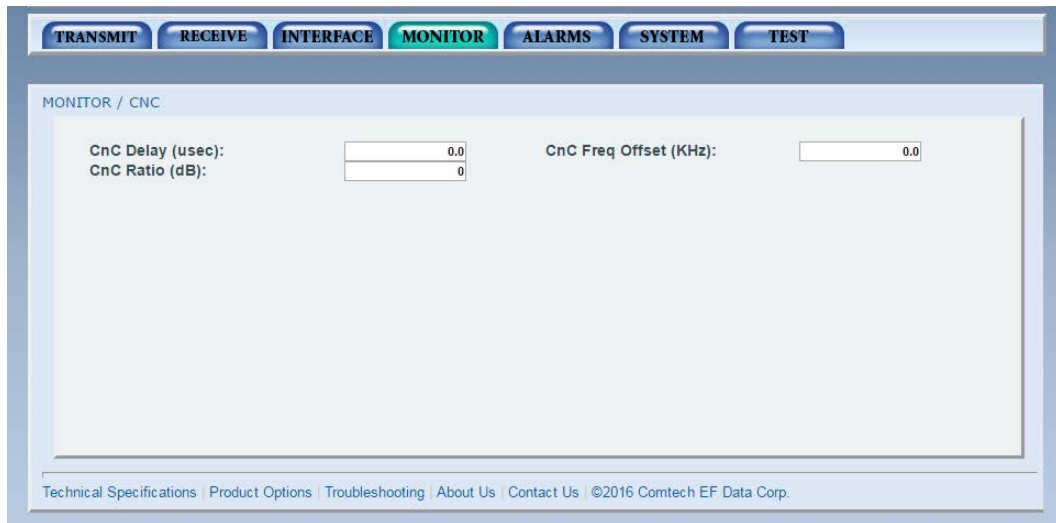 TRANSMIT RECEIVE INTERFACE MONITOR ALARMS SYSTEM TEST
MONITOR / CNC
CnC Delay (usec): 0.0 CnC Freq Offset (KHz): 0.0
CnC Ratio (dB): 0
Technical Specifications | Product Options | Troubleshooting | About Us | Contact Us | ©2016 Comtech EF Data Corp.